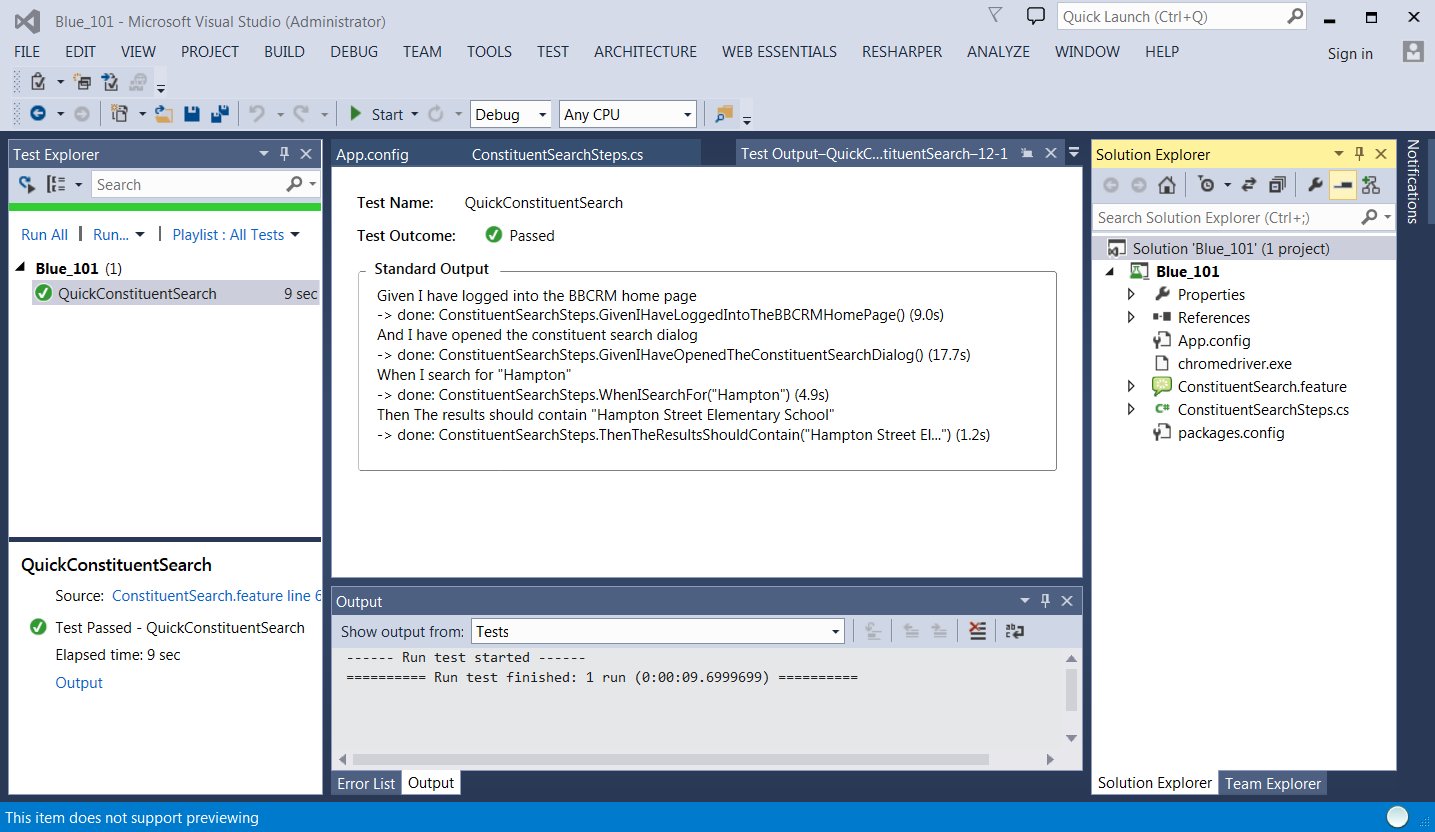 Blue_101 - Microsoft Visual Studio (Administrator)
Quick Launch (Ctrl+Q)
FILE EDIT VIEW PROJECT BUILD DEBUG TEAM TOOLS TEST ARCHITECTURE WEB ESSENTIALS RESHARPER ANALYZE WINDOW HELP
Sign in
Start Debug Any CPU
Test Explorer
Search
Run All | Run... | Playlist : All Tests
Blue_101 (1)
QuickConstituentSearch 9 sec
QuickConstituentSearch
Source: ConstituentSearch.feature line 6
Test Passed - QuickConstituentSearch
Elapsed time: 9 sec
Output
App.config ConstituentSearchSteps.cs Test Output–QuickC...tituentSearch–12-1
Test Name: QuickConstituentSearch
Test Outcome: Passed
Standard Output
Given I have logged into the BBCRM home page
-> done: ConstituentSearchSteps.GivenIHaveLoggedIntoTheBBCRMHomePage() (9.0s)
And I have opened the constituent search dialog
-> done: ConstituentSearchSteps.GivenIHaveOpenedTheConstituentSearchDialog() (17.7s)
When I search for "Hampton"
-> done: ConstituentSearchSteps.WhenISearchFor("Hampton") (4.9s)
Then The results should contain "Hampton Street Elementary School"
-> done: ConstituentSearchSteps.ThenTheResultsShouldContain("Hampton Street El...") (1.2s)
Output
Show output from: Tests
------ Run test started ------
========== Run test finished: 1 run (0:00:09.6999699) ==========
Error List Output
Solution Explorer
Search Solution Explorer (Ctrl+;)
Solution 'Blue_101' (1 project)
Blue_101
Properties
References
App.config
chromedriver.exe
ConstituentSearch.feature
C# ConstituentSearchSteps.cs
packages.config
Solution Explorer Team Explorer
Notifications
This item does not support previewing